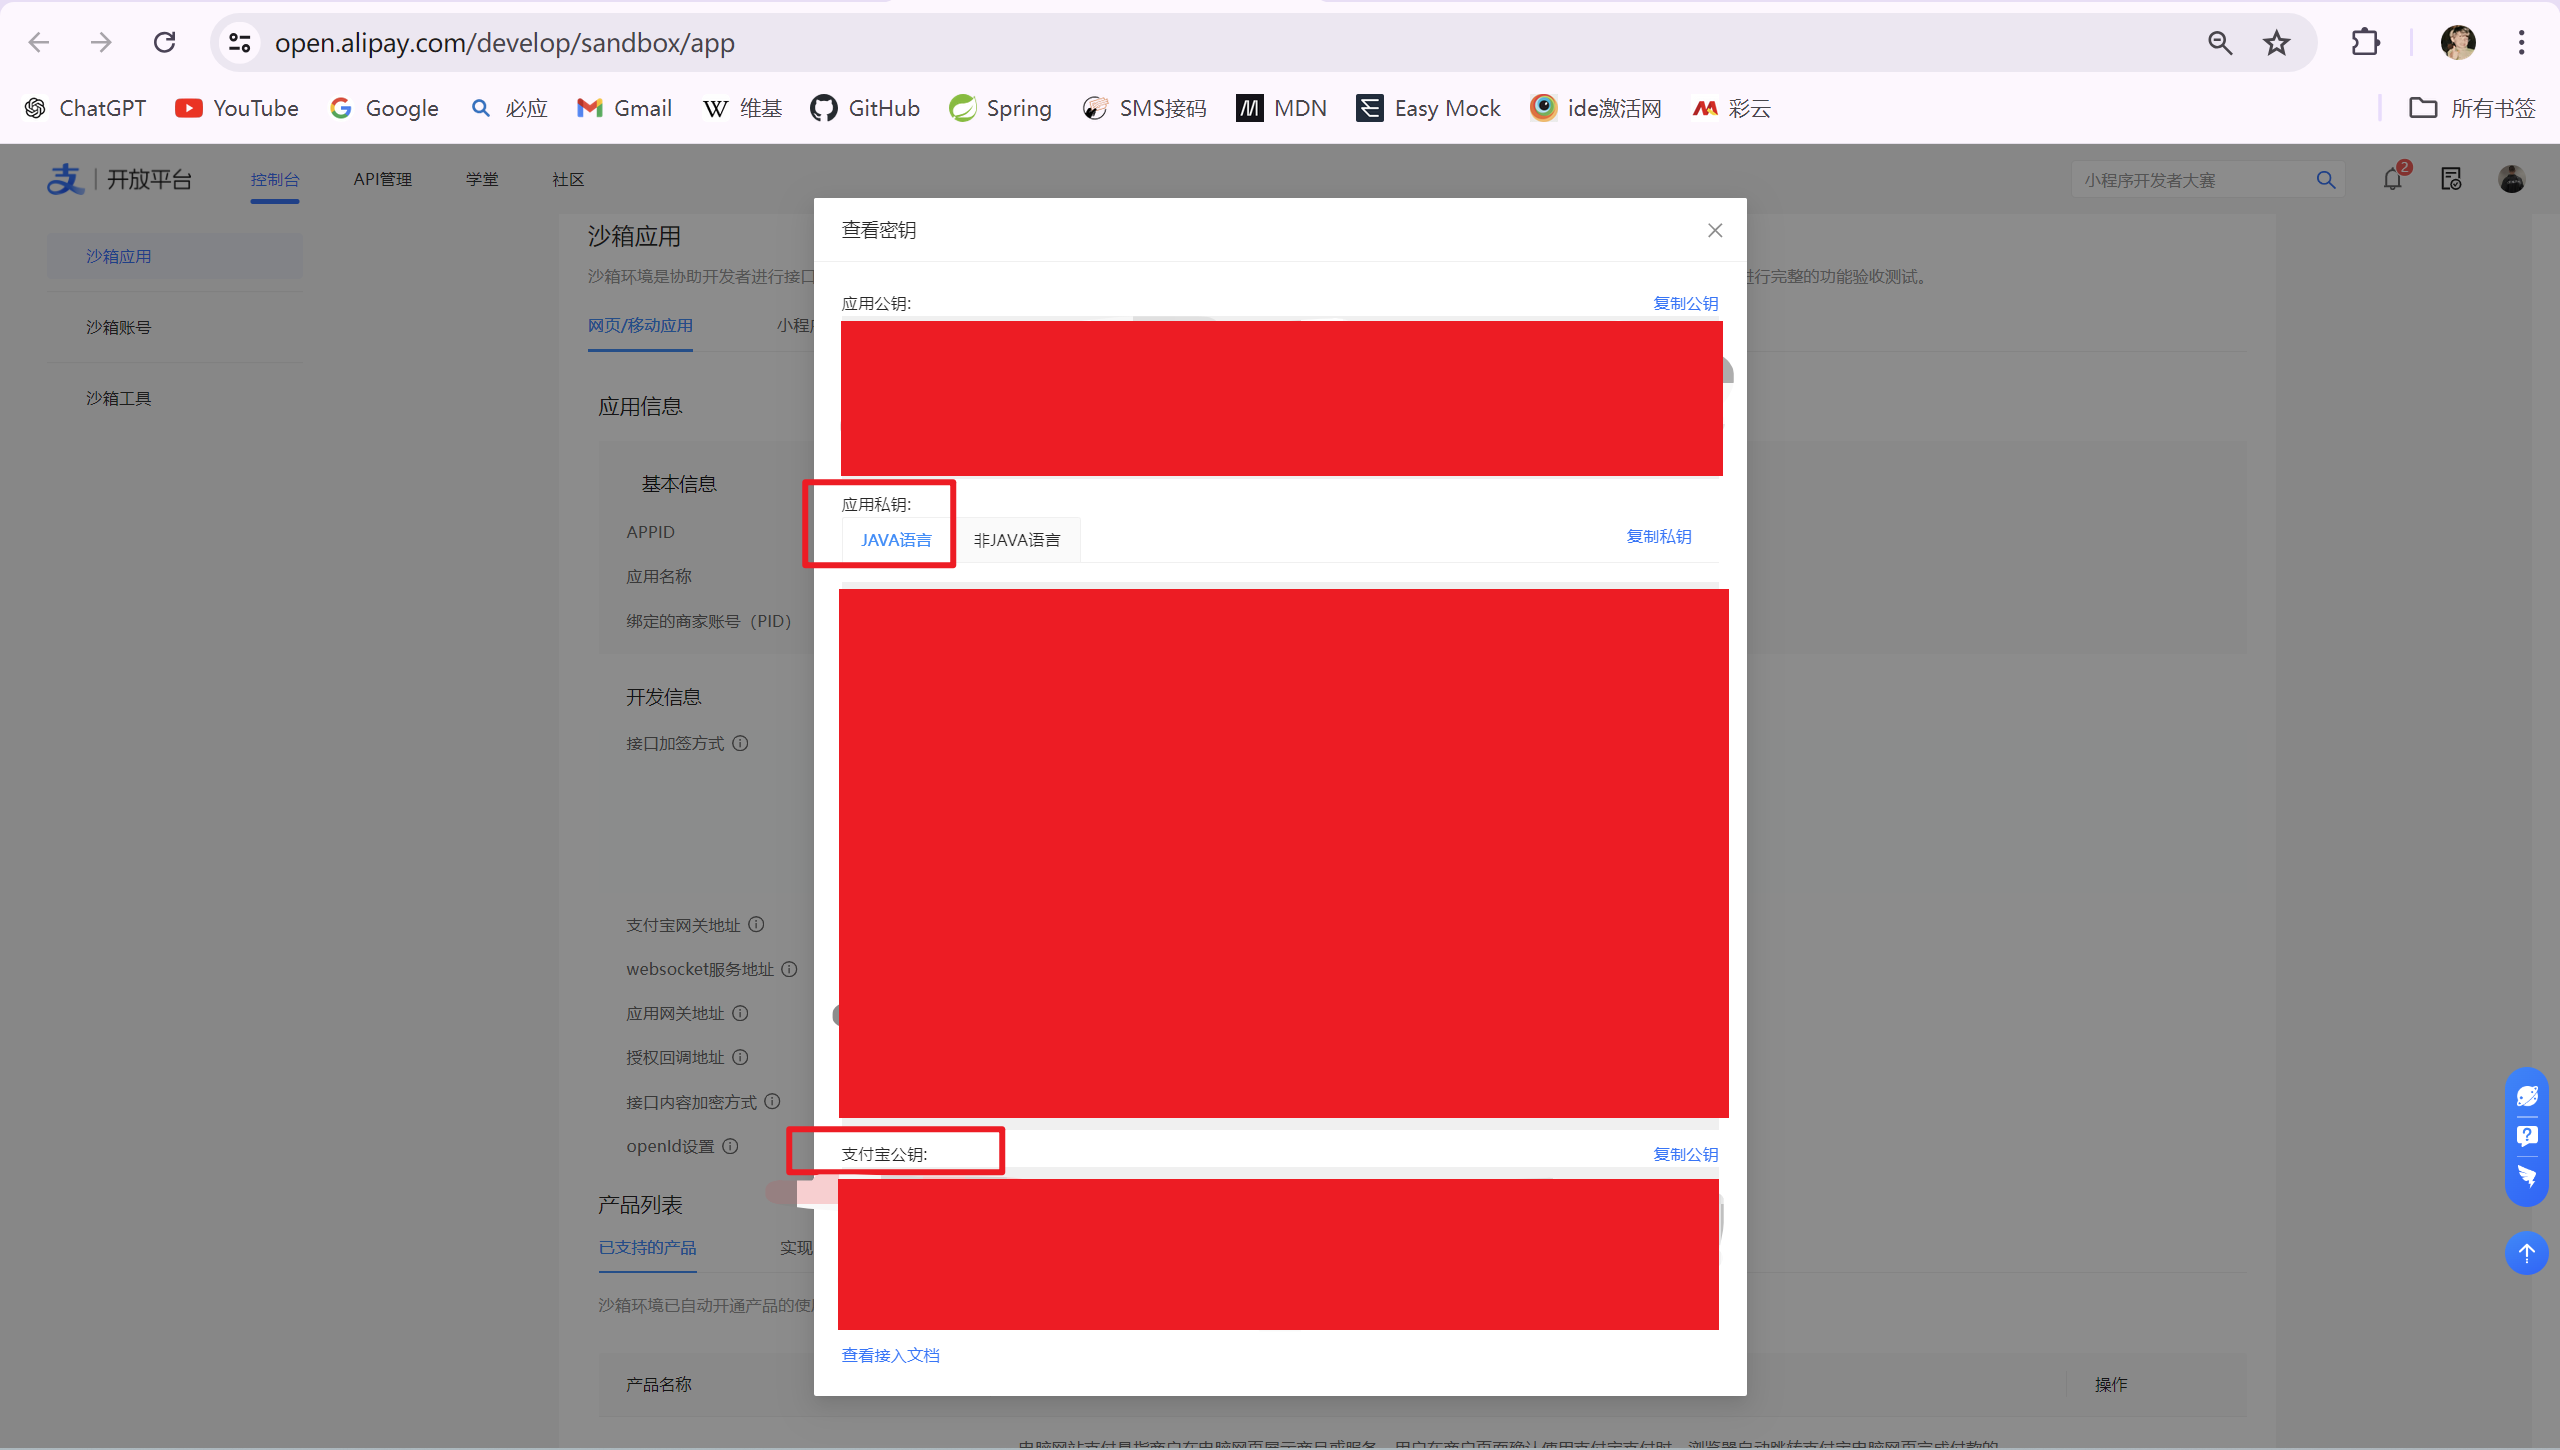 open.alipay.com/develop/sandbox/app
ChatGPT YouTube Google 必应 Gmail 维基 GitHub Spring SMS接码 MDN Easy Mock ide激活网 彩云 所有书签
支 开放平台 控制台 API管理 学堂 社区 小程序开发者大赛 2
沙箱应用
沙箱账号
沙箱工具
沙箱应用
沙箱环境是协助开发者进行接口
进行完整的功能验收测试。
网页/移动应用 小程
应用信息
基本信息
APPID
应用名称
绑定的商家账号（PID）
开发信息
接口加签方式
支付宝网关地址
websocket服务地址
应用网关地址
授权回调地址
接口内容加密方式
openId设置
产品列表
已支持的产品 实现
沙箱环境已自动开通产品的使
产品名称 操作
查看密钥
应用公钥: 复制公钥
应用私钥:
JAVA语言 非JAVA语言 复制私钥
支付宝公钥: 复制公钥
查看接入文档